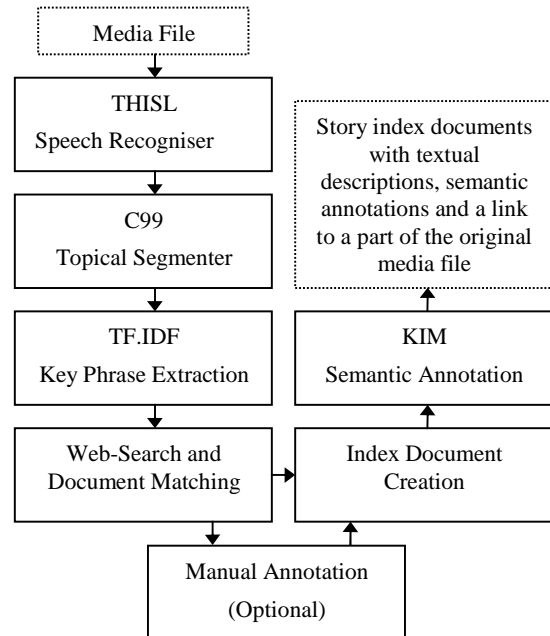 Media File
THISL
Speech Recogniser
C99
Topical Segmenter
TF.IDF
Key Phrase Extraction
Web-Search and
Document Matching
Manual Annotation
(Optional)
Index Document
Creation
KIM
Semantic Annotation
Story index documents
with textual
descriptions, semantic
annotations and a link
to a part of the original
media file